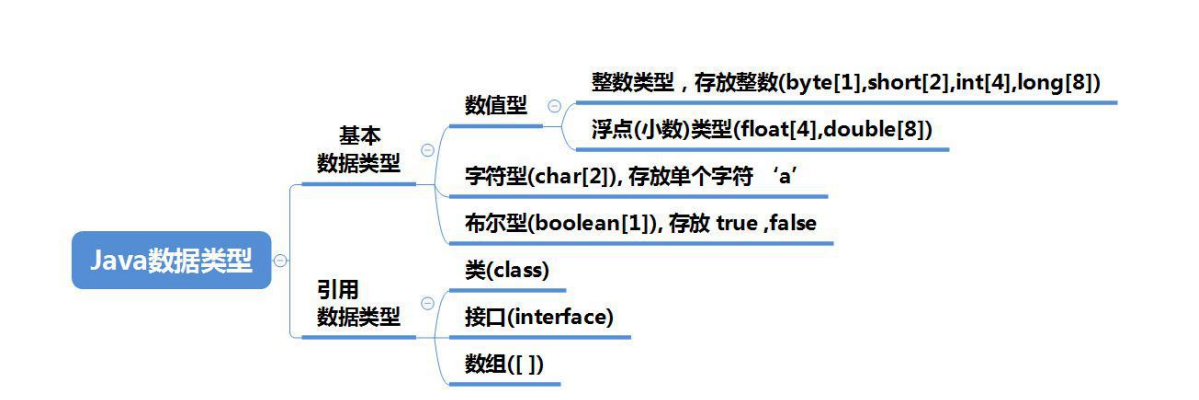 整数类型，存放整数(byte[1],short[2],int[4],long[8])
数值型
浮点(小数)类型(float[4],double[8])
基本
数据类型
字符型(char[2]), 存放单个字符 ‘a’
布尔型(boolean[1]), 存放 true ,false
Java数据类型
类(class)
引用
数据类型
接口(interface)
数组([ ])